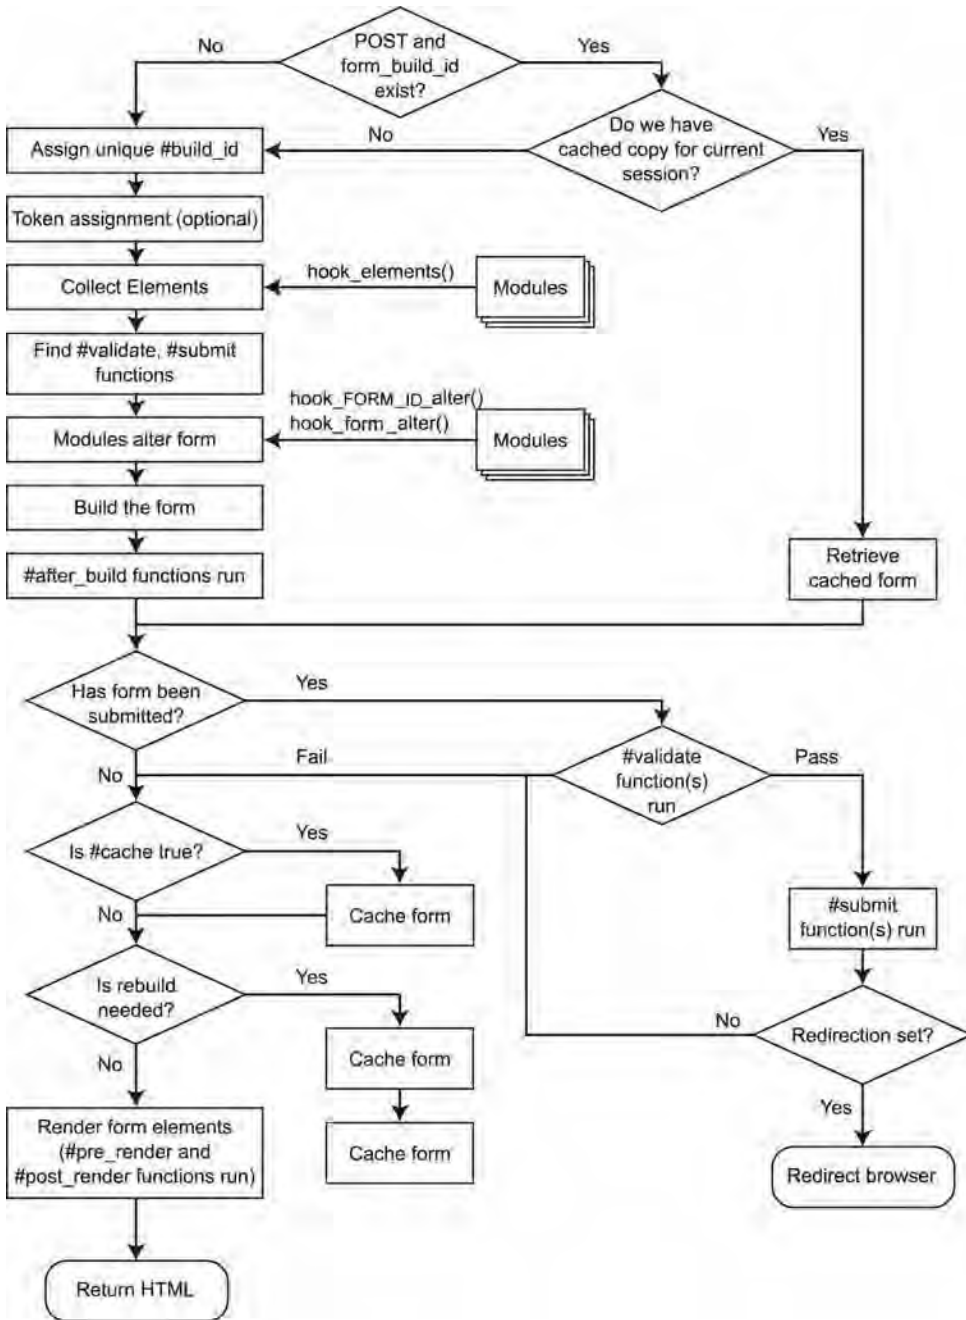 POST and
form_build_id
exist?
No
Yes
Do we have
cached copy for current
session?
No
Yes
Assign unique #build_id
Token assignment (optional)
Collect Elements
hook_elements()
Modules
Find #validate, #submit
functions
hook_FORM_ID_alter()
hook_form_alter()
Modules alter form
Modules
Build the form
#after_build functions run
Retrieve
cached form
Has form been
submitted?
Yes
No
#validate
function(s)
run
Fail
Pass
Is #cache true?
Yes
No
Cache form
#submit
function(s) run
Is rebuild
needed?
Yes
No
Cache form
Cache form
Redirection set?
No
Yes
Render form elements
(#pre_render and
#post_render functions run)
Redirect browser
Return HTML